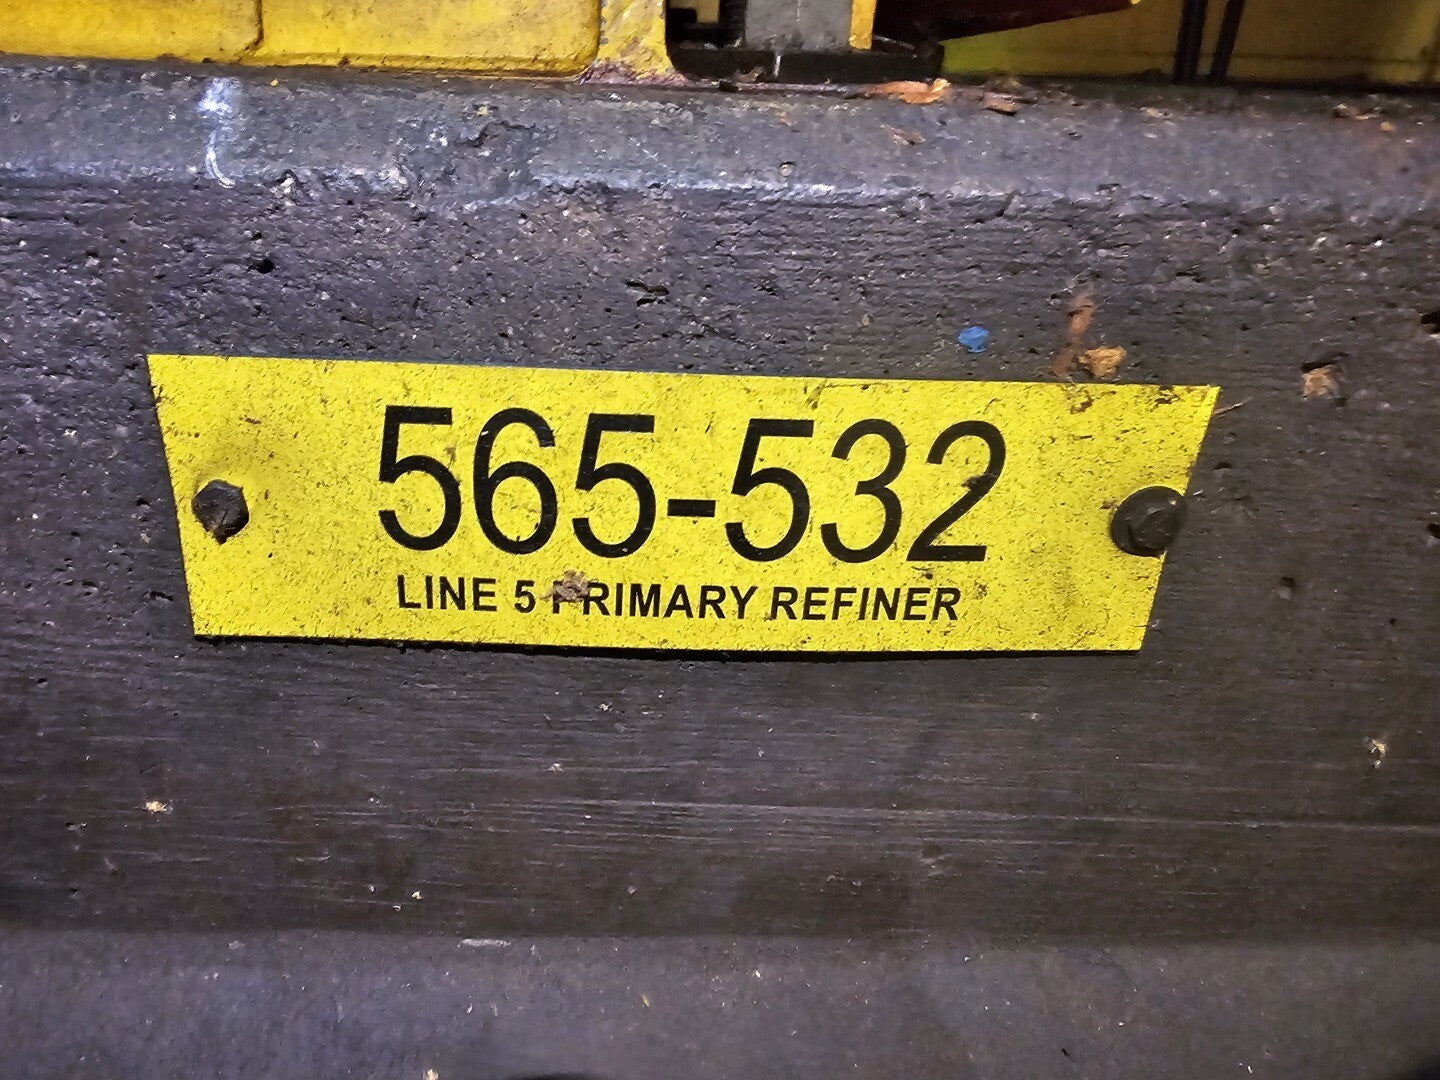 565-532
LINE 5 PRIMARY REFINER